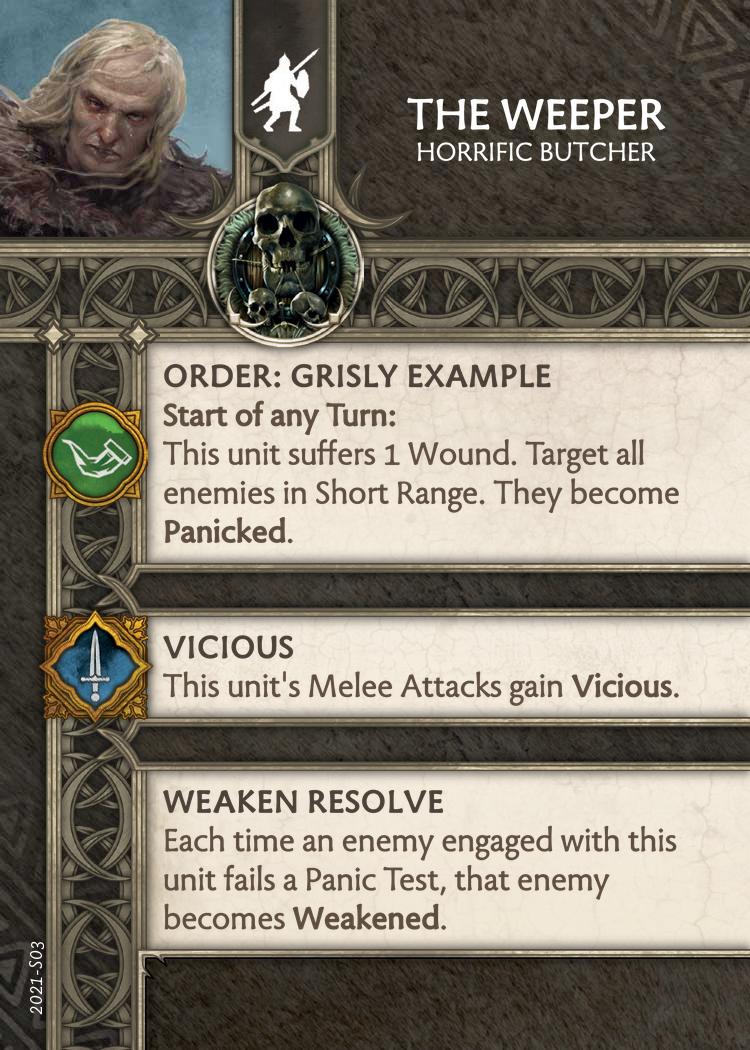 THE WEEPER
HORRIFIC BUTCHER
ORDER: GRISLY EXAMPLE
Start of any Turn:
This unit suffers 1 Wound. Target all
enemies in Short Range. They become
Panicked.
VICIOUS
This unit's Melee Attacks gain Vicious.
WEAKEN RESOLVE
Each time an enemy engaged with this
unit fails a Panic Test, that enemy
becomes Weakened.
2021-S03